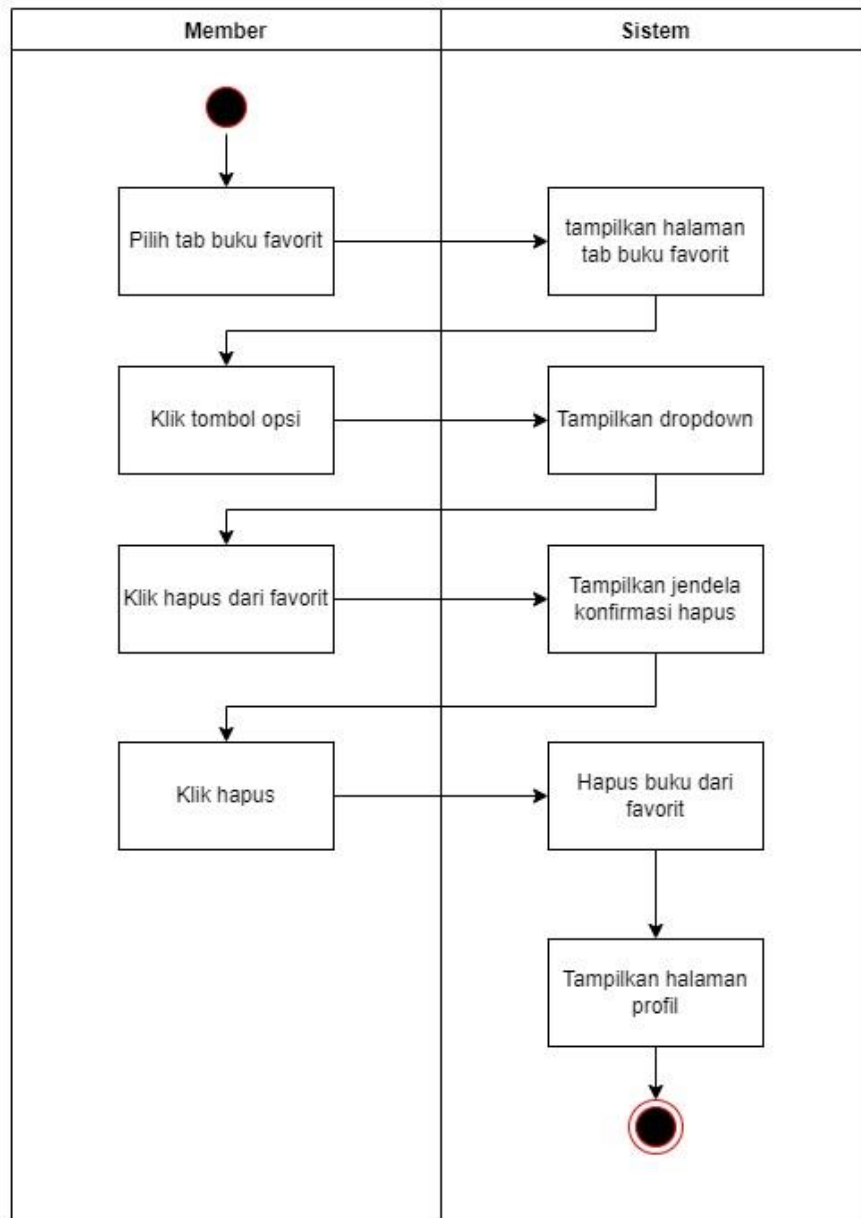 Member
Sistem
Pilih tab buku favorit
tampilkan halaman
tab buku favorit
Klik tombol opsi
Tampilkan dropdown
Klik hapus dari favorit
Tampilkan jendela
konfirmasi hapus
Klik hapus
Hapus buku dari
favorit
Tampilkan halaman
profil